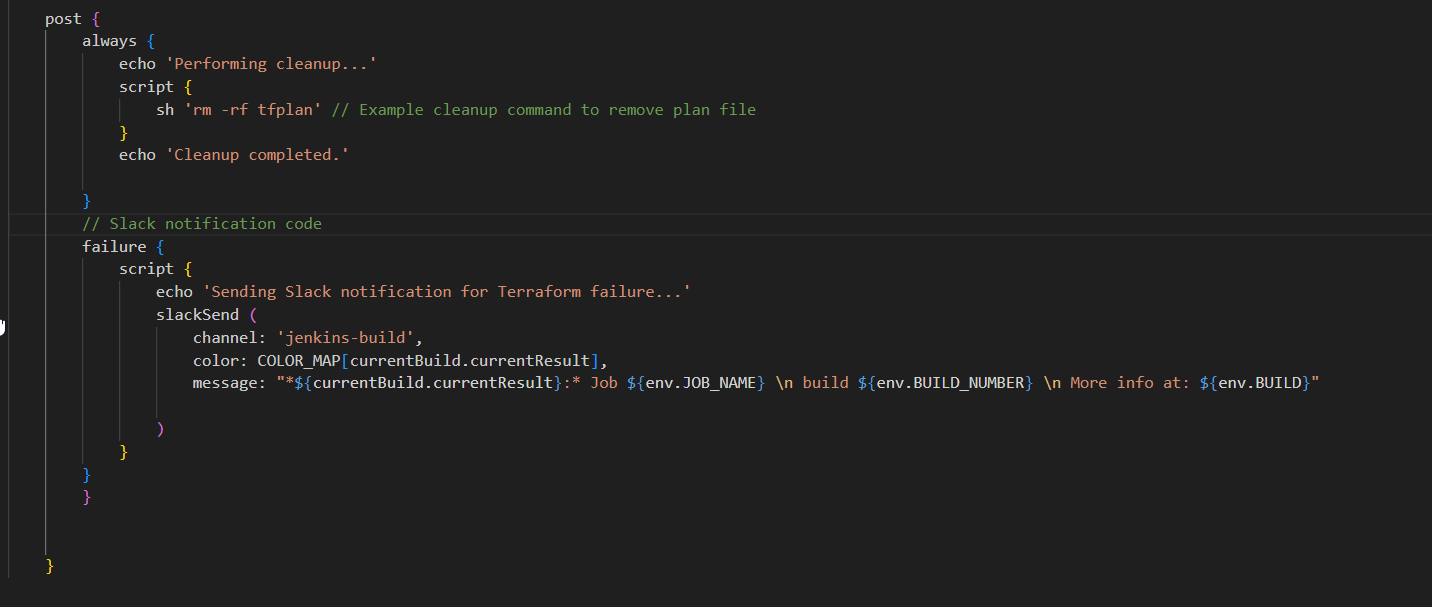 post {
always {
echo 'Performing cleanup...'
script {
sh 'rm -rf tfplan' // Example cleanup command to remove plan file
}
echo 'Cleanup completed.'
}
// Slack notification code
failure {
script {
echo 'Sending Slack notification for Terraform failure...'
slackSend (
channel: 'jenkins-build',
color: COLOR_MAP[currentBuild.currentResult],
message: "*${currentBuild.currentResult}:* Job ${env.JOB_NAME} \n build ${env.BUILD_NUMBER} \n More info at: ${env.BUILD}"
)
}
}
}
}